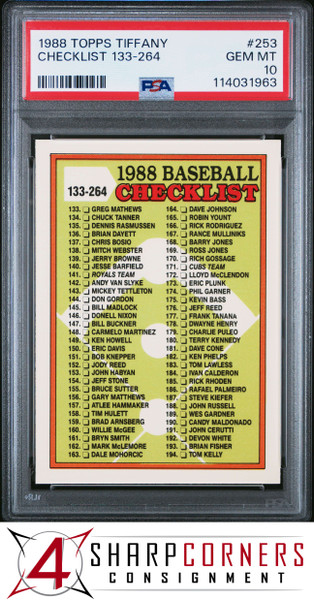 1988 TOPPS TIFFANY #253
CHECKLIST 133-264 GEM MT
10
PSA 114031963
1988 BASEBALL
133-264 CHECKLIST
133. GREG MATHEWS
134. CHUCK TANNER
135. DENNIS RASMUSSEN
136. BRIAN DAYETT
137. CHRIS BOSIO
138. MITCH WEBSTER
139. JERRY BROWNE
140. JESSE BARFIELD
141. ROYALS TEAM
142. ANDY VAN SLYKE
143. MICKEY TETTLETON
144. DON GORDON
145. BILL MADLOCK
146. DONELL NIXON
147. BILL BUCKNER
148. CARMELO MARTINEZ
149. KEN HOWELL
150. ERIC DAVIS
151. BOB KNEPPER
152. JODY REED
153. JOHN HABYAN
154. JEFF STONE
155. BRUCE SUTTER
156. GARY MATTHEWS
157. ATLEE HAMMAKER
158. TIM HULETT
159. BRAD ARNSBERG
160. WILLIE McGEE
161. BRYN SMITH
162. MARK McLEMORE
163. DALE MOHORCIC
164. DAVE JOHNSON
165. ROBIN YOUNT
166. RICK RODRIGUEZ
167. RANCE MULLINIKS
168. BARRY JONES
169. ROSS JONES
170. RICH GOSSAGE
171. CUBS TEAM
172. LLOYD McCLENDON
173. ERIC PLUNK
174. PHIL GARNER
175. KEVIN BASS
176. JEFF REED
177. FRANK TANANA
178. DWAYNE HENRY
179. CHARLIE PULEO
180. TERRY KENNEDY
181. DAVE CONE
182. KEN PHELPS
183. TOM LAWLESS
184. IVAN CALDERON
185. RICK RHODEN
186. RAFAEL PALMEIRO
187. STEVE KIEFER
188. JOHN RUSSELL
189. WES GARDNER
190. CANDY MALDONADO
191. JOHN CERUTTI
192. DEVON WHITE
193. BRIAN FISHER
194. TOM KELLY
4 SHARPCORNERS
CONSIGNMENT